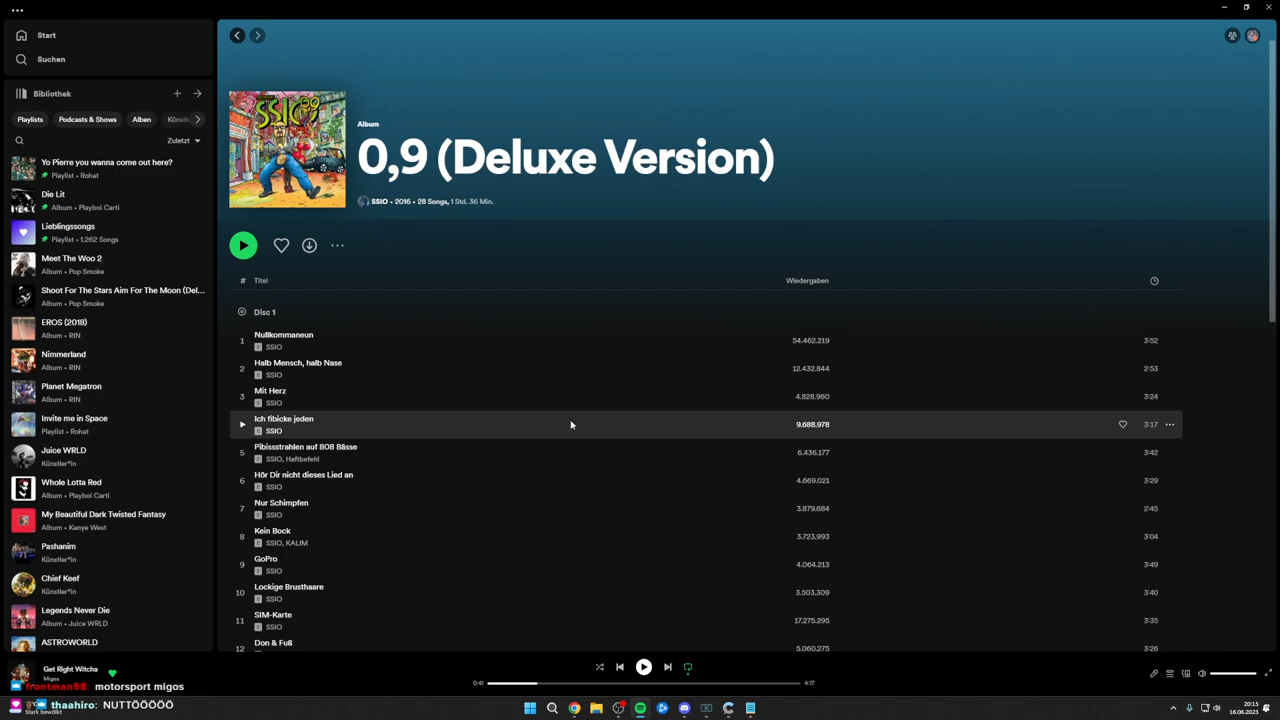 Start
Suchen
Bibliothek
Playlists
Podcasts & Shows
Alben
Künstle
Zuletzt
Yo Pierre you wanna come out here?
Playlist • Rohat
Die Lit
Album • Playboi Carti
Lieblingssongs
Playlist • 1.262 Songs
Meet The Woo 2
Album • Pop Smoke
Shoot For The Stars Aim For The Moon (Del...
Album • Pop Smoke
EROS (2018)
Album • RIN
Nimmerland
Album • RIN
Planet Megatron
Album • RIN
Invite me in Space
Playlist • Rohat
Juice WRLD
Künstler*in
Whole Lotta Red
Album • Playboi Carti
My Beautiful Dark Twisted Fantasy
Album • Kanye West
Pashanim
Künstler*in
Chief Keef
Künstler*in
Legends Never Die
Album • Juice WRLD
ASTROWORLD
SSIO 0,9
Album
0,9 (Deluxe Version)
SSIO • 2016 • 28 Songs, 1 Std. 36 Min.
# Titel Wiedergaben
Disc 1
1 Nullkommaneun 54.462.219 3:52
E SSIO
2 Halb Mensch, halb Nase 12.432.844 2:53
E SSIO
3 Mit Herz 4.828.960 3:24
E SSIO
Ich fibicke jeden 9.688.978 3:17
E SSIO
5 Pibissstrahlen auf 808 Bässe 6.436.177 3:42
E SSIO, Haftbefehl
6 Hör Dir nicht dieses Lied an 4.669.021 3:29
E SSIO
7 Nur Schimpfen 3.879.684 2:45
E SSIO
8 Kein Bock 3.723.993 3:04
E SSIO, KALIM
9 GoPro 4.064.213 3:49
E SSIO
10 Lockige Brusthaare 3.503.309 3:40
E SSIO
11 SIM-Karte 17.275.295 3:35
E SSIO
12 Don & Fuß 5.060.275 3:26
Get Right Witcha
Migos
0:41
4:17
frontman98: motorsport migos
thaahiro: NUTTÖÖÖÖÖ
Stark bewölkt
20:15
16.06.2023